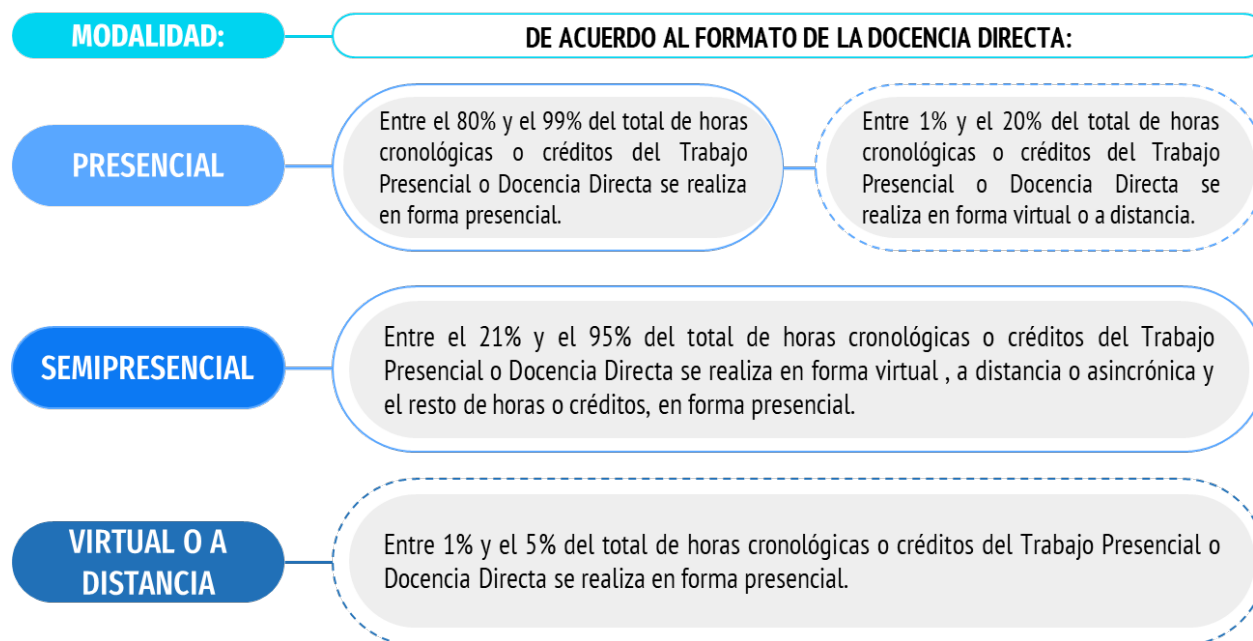 MODALIDAD:
DE ACUERDO AL FORMATO DE LA DOCENCIA DIRECTA:
PRESENCIAL
Entre el 80% y el 99% del total de horas
cronológicas o créditos del Trabajo
Presencial o Docencia Directa se realiza
en forma presencial.
Entre 1% y el 20% del total de horas
cronológicas o créditos del Trabajo
Presencial o Docencia Directa se
realiza en forma virtual o a distancia.
SEMIPRESENCIAL
Entre el 21% y el 95% del total de horas cronológicas o créditos del Trabajo
Presencial o Docencia Directa se realiza en forma virtual , a distancia o asincrónica y
el resto de horas o créditos, en forma presencial.
VIRTUAL O A
DISTANCIA
Entre 1% y el 5% del total de horas cronológicas o créditos del Trabajo Presencial o
Docencia Directa se realiza en forma presencial.